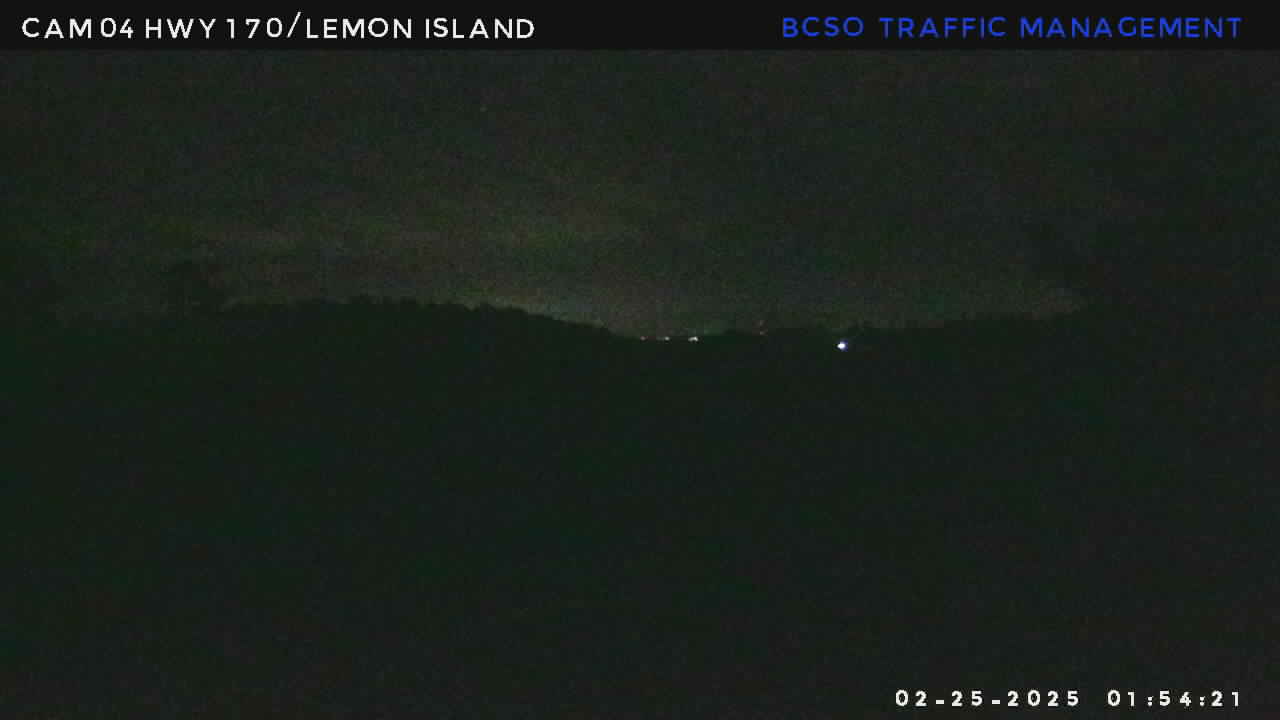 CAM04 HWY 170/LEMON ISLAND
BCSO TRAFFIC MANAGEMENT
02-25-2025 01:54:21